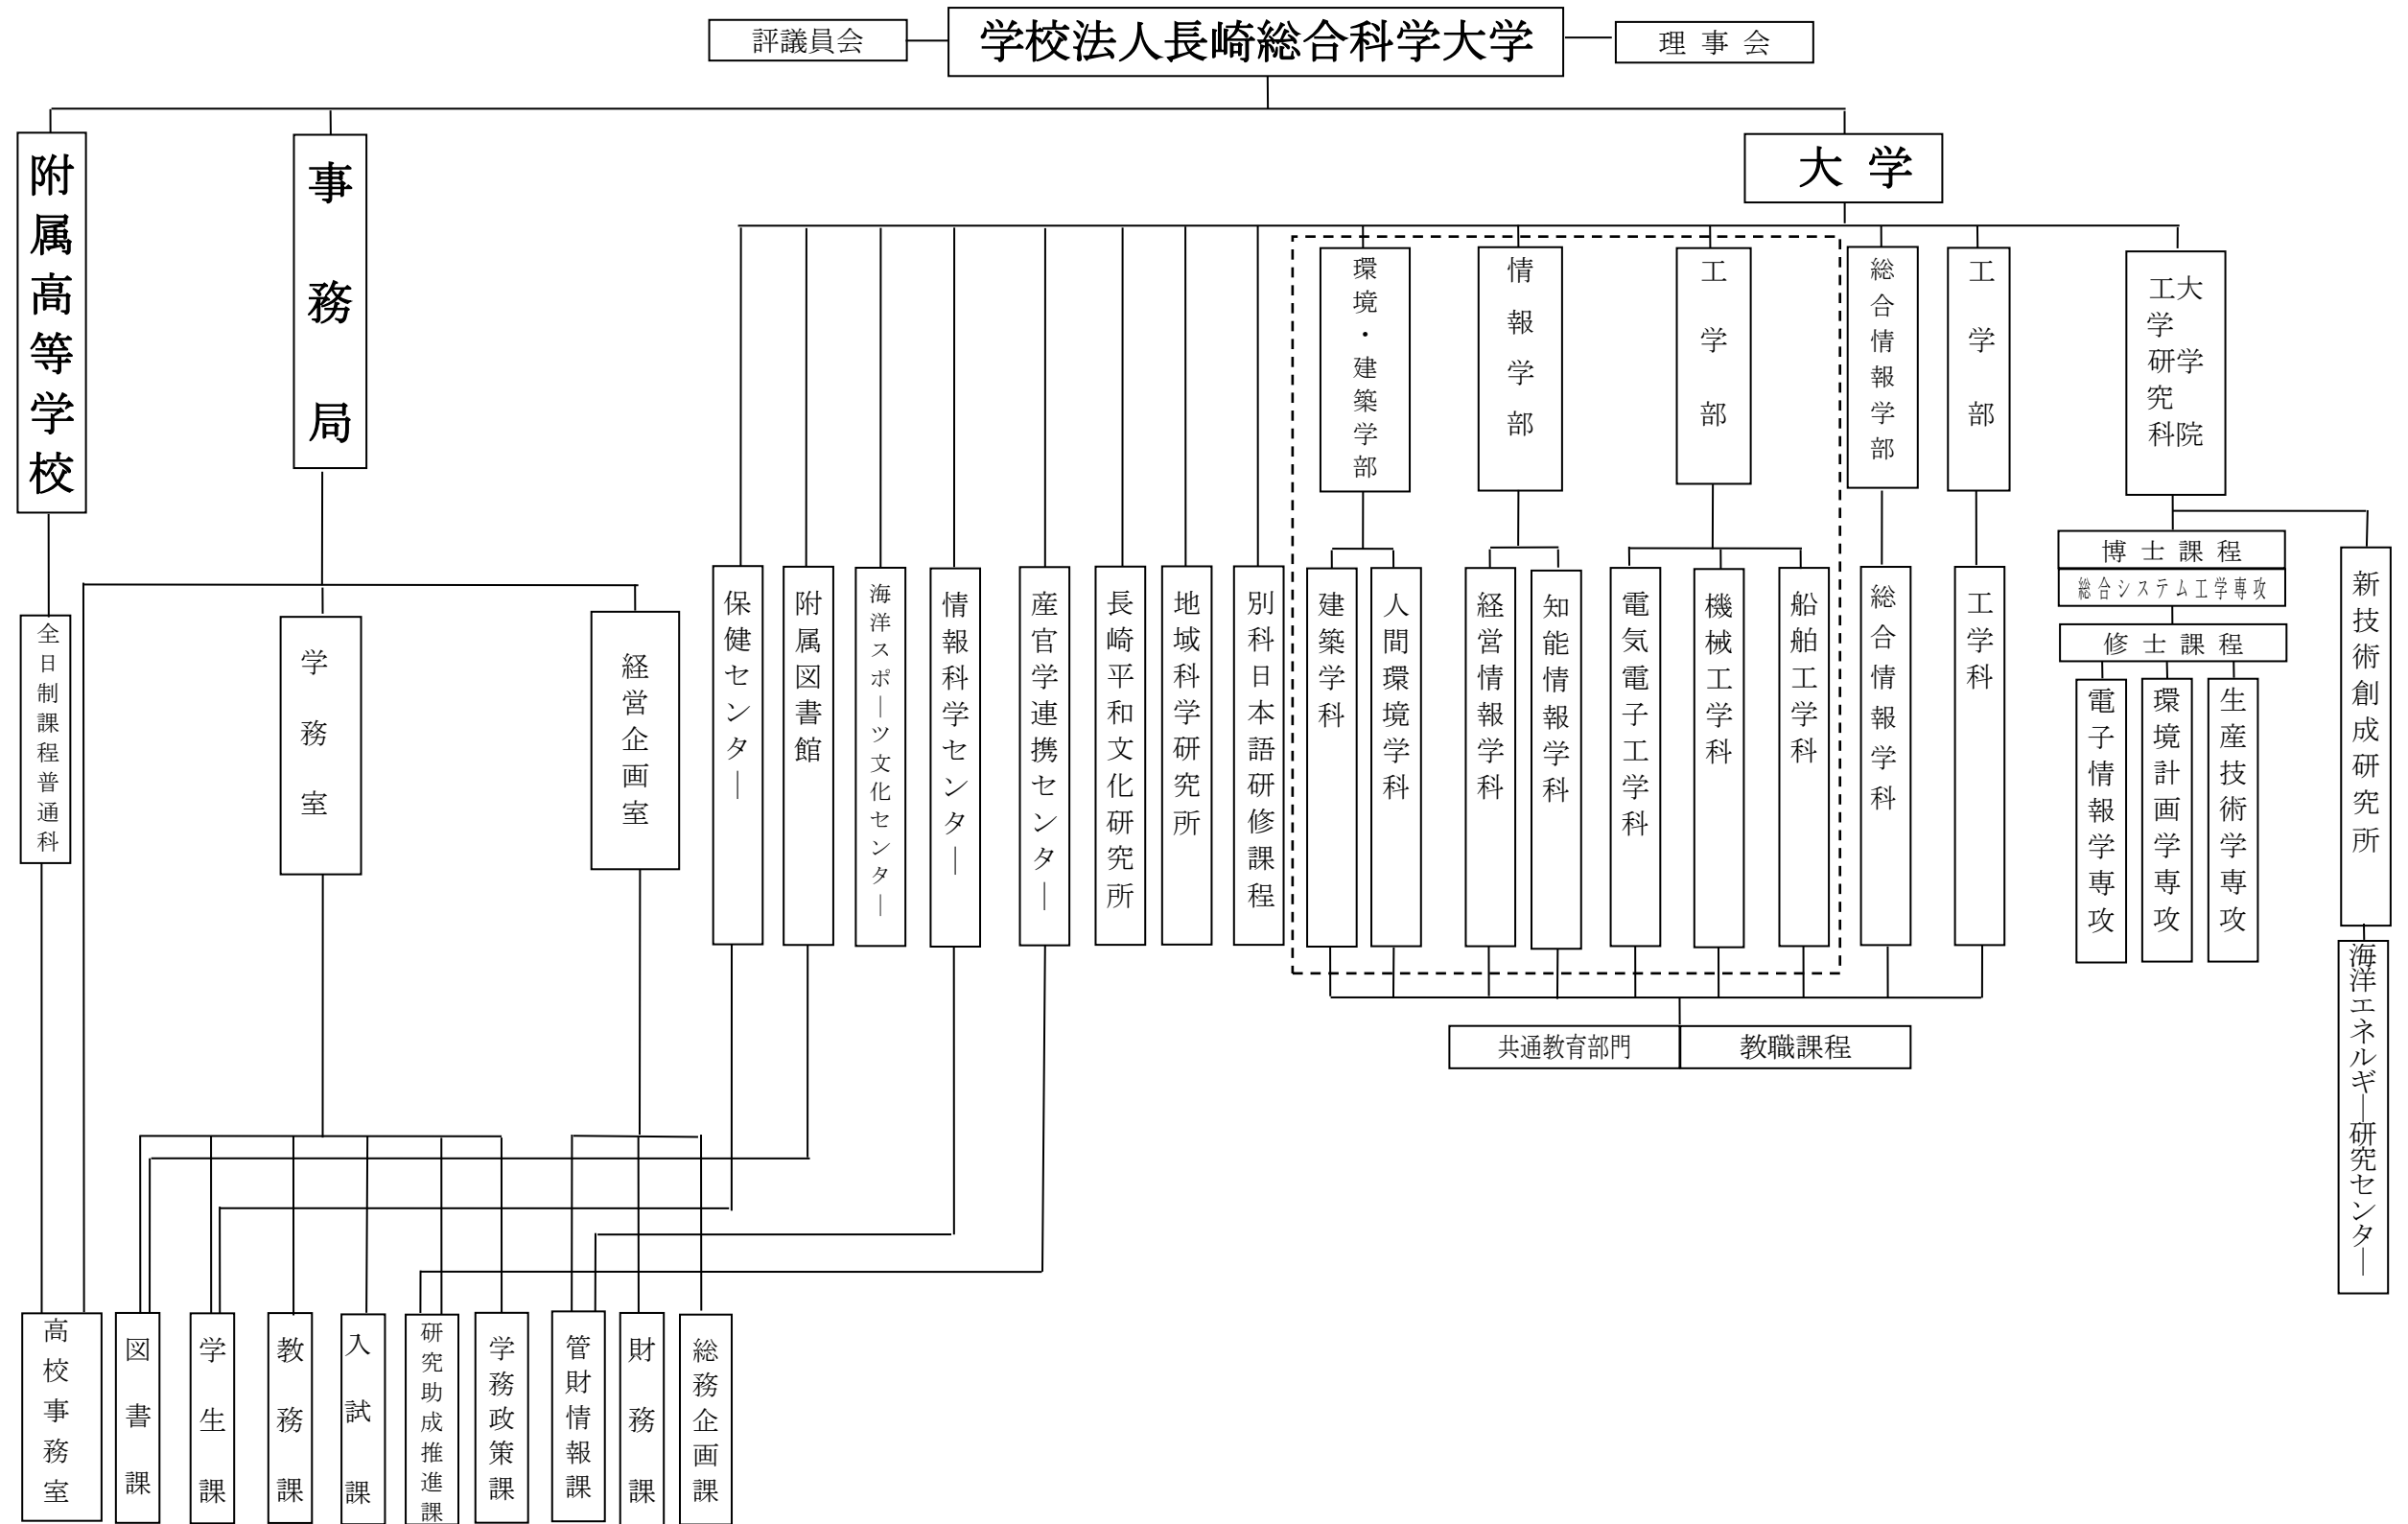 評議員会
学校法人長崎総合科学大学
理 事 会
附属高等学校
事務局
大 学
環境・建築学部
情報学部
工学部
総合情報学部
工学部
大学院
工学研究科
博 士 課 程
総合システム工学専攻
修 士 課 程
電子情報学専攻
環境計画学専攻
生産技術学専攻
新技術創成研究所
海洋エネルギー研究センター
全日制課程普通科
学務室
経営企画室
保健センター
附属図書館
海洋スポーツ文化センター
情報科学センター
産官学連携センター
長崎平和文化研究所
地域科学研究所
別科日本語研修課程
建築学科
人間環境学科
経営情報学科
知能情報学科
電気電子工学科
機械工学科
船舶工学科
総合情報学科
工学科
共通教育部門
教職課程
高校事務室
図書課
学生課
教務課
入試課
研究助成推進課
学務政策課
管財情報課
財務課
総務企画課